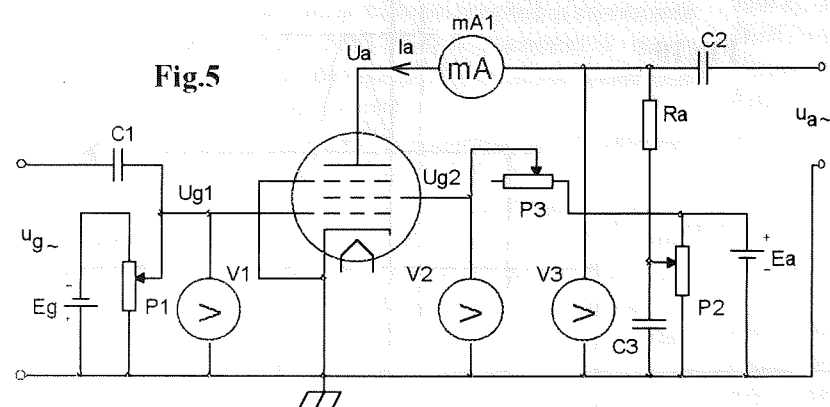 mA1
Ua
Ia
mA
C2
Fig.5
C1
Ra
ua~
Ug1
Ug2
P3
ug~
V1
V2
V3
+
Ea
-
-
Eg
+
P1
V
V
V
C3
P2